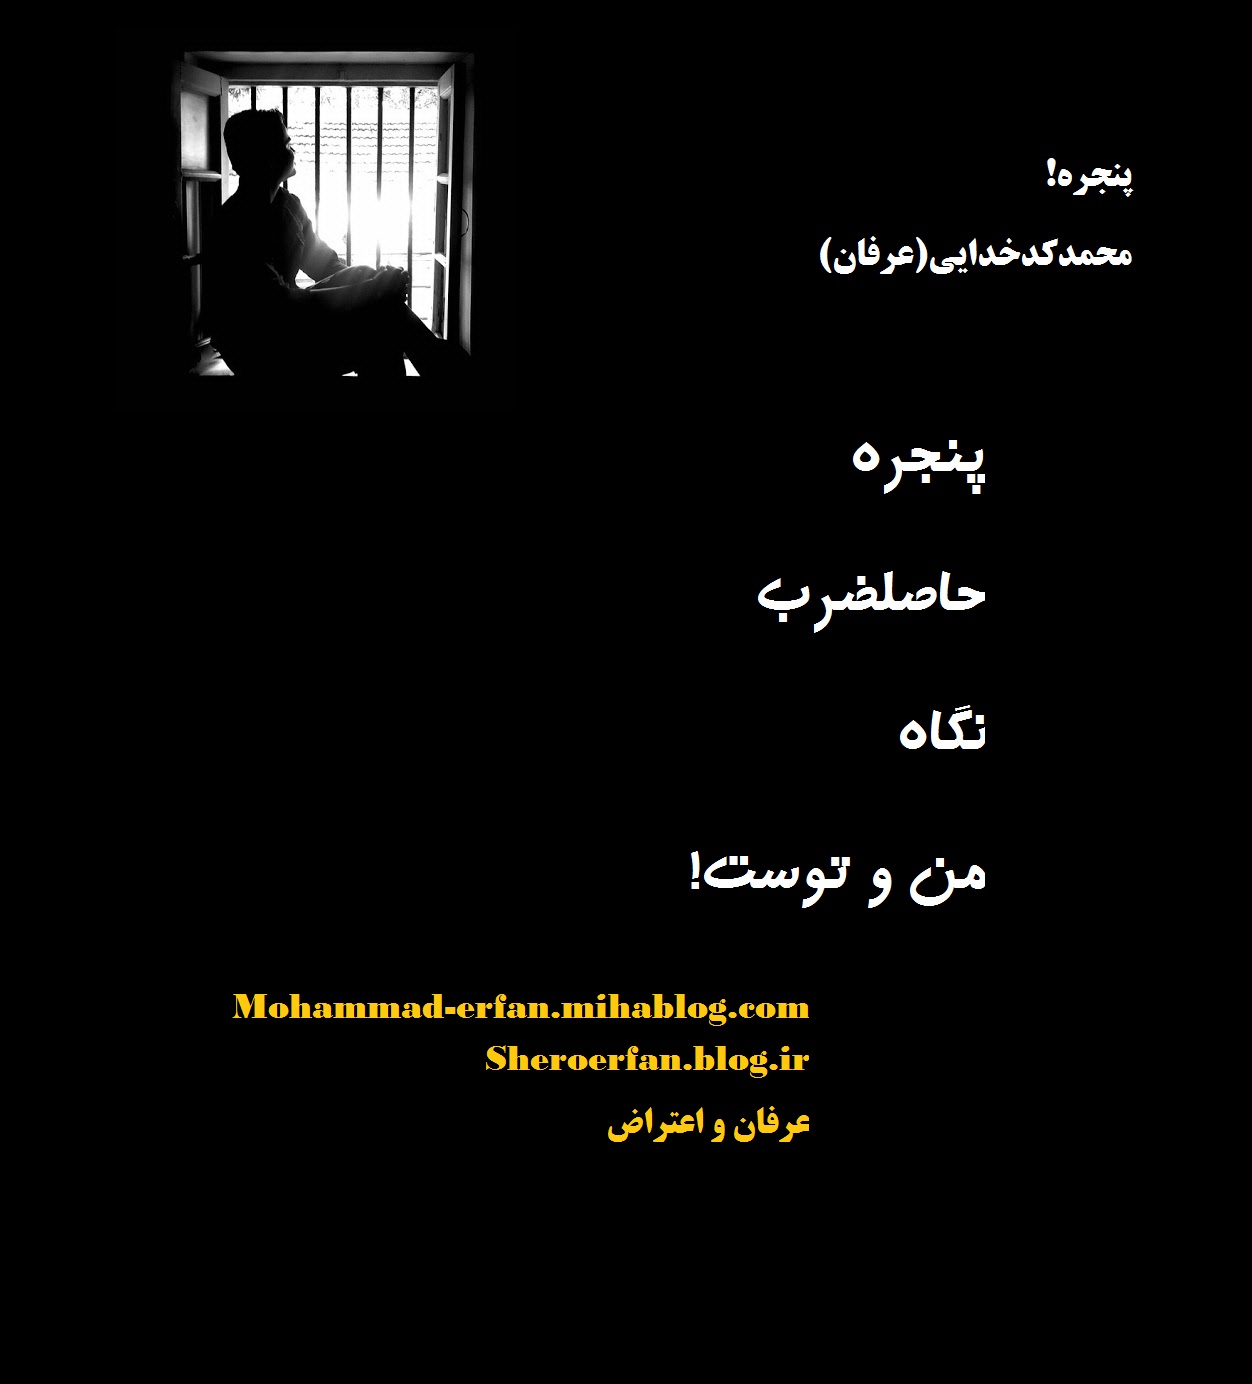 پنجره!
محمدکدخدایی(عرفان)
پنجره
حاصلضرب
نگاه
من و توست!
Mohammad-erfan.mihablog.com
Sheroerfan.blog.ir
عرفان و اعتراض